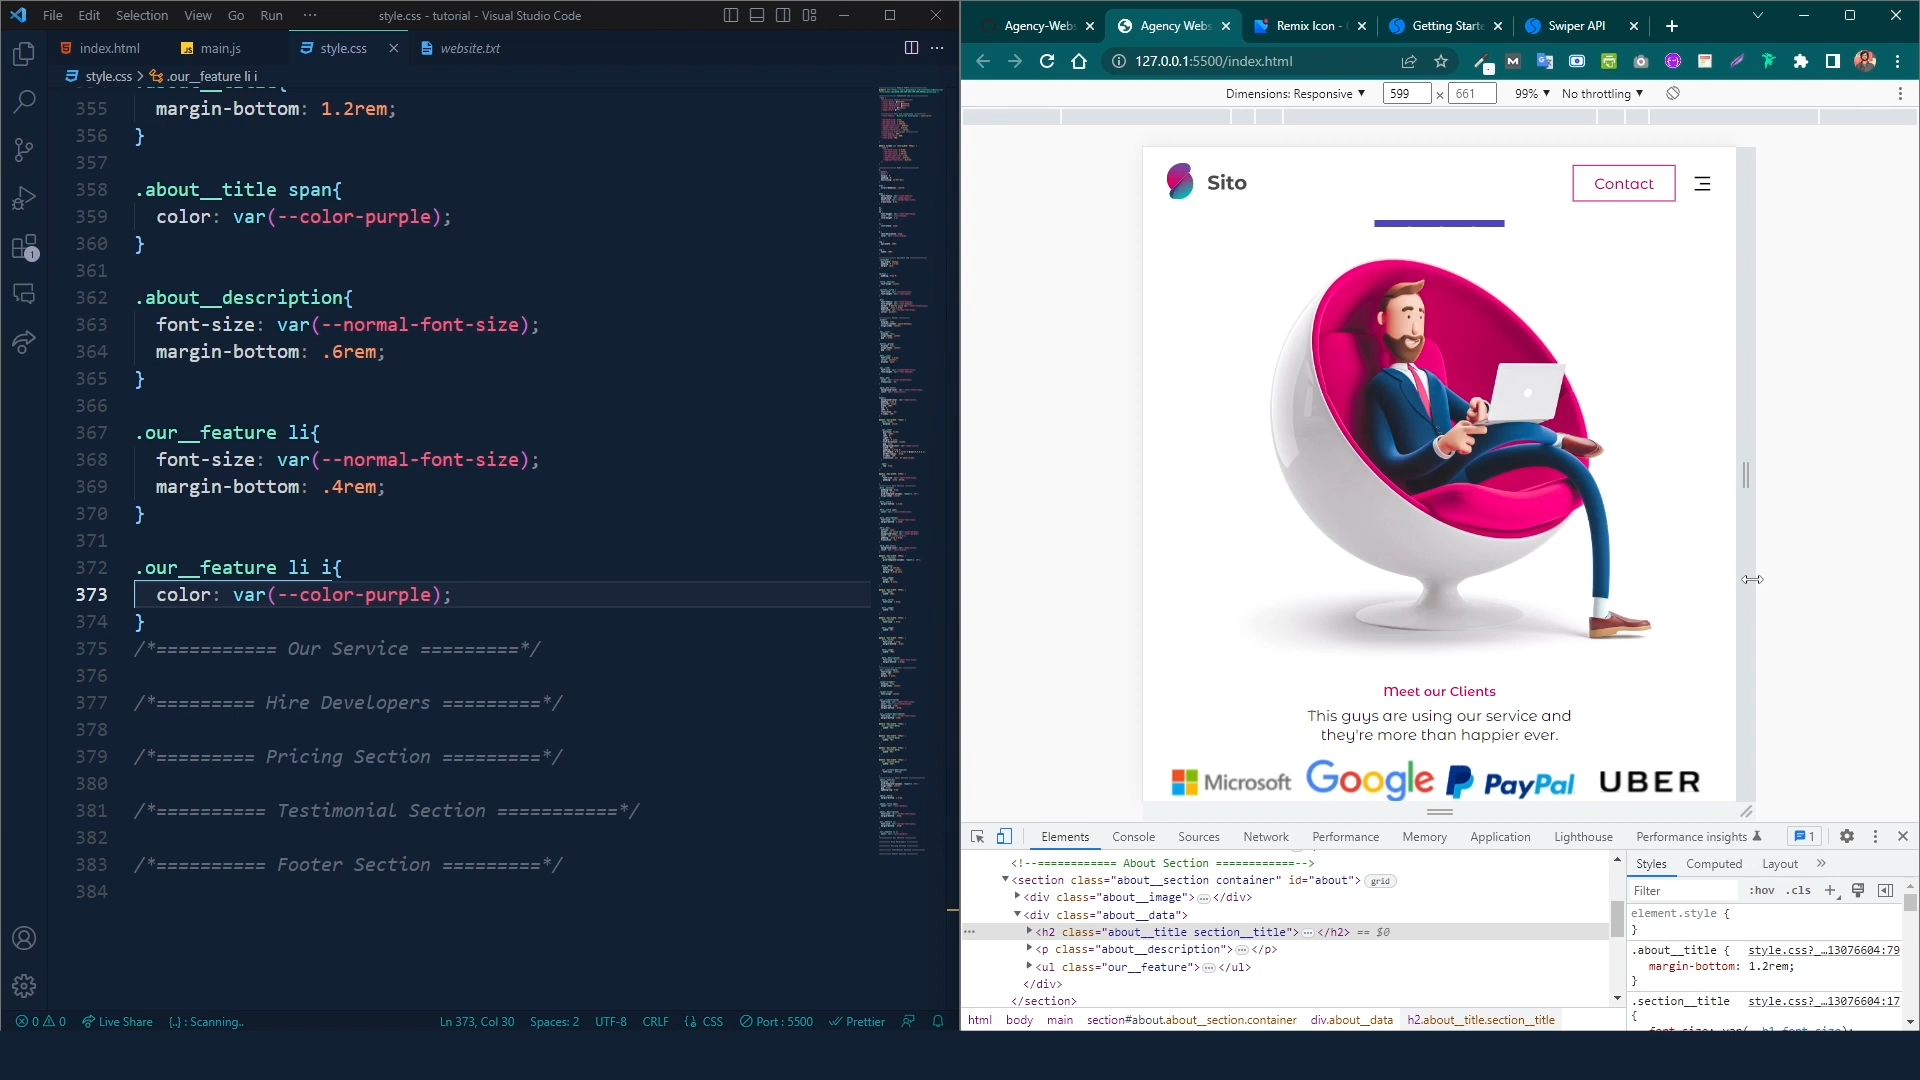 File Edit Selection View Go Run ··· style.css - tutorial - Visual Studio Code
index.html main.js style.css website.txt
style.css > .our__feature li i
355 margin-bottom: 1.2rem;
356 }
357
358 .about__title span{
359 color: var(--color-purple);
360 }
361
362 .about__description{
363 font-size: var(--normal-font-size);
364 margin-bottom: .6rem;
365 }
366
367 .our__feature li{
368 font-size: var(--normal-font-size);
369 margin-bottom: .4rem;
370 }
371
372 .our__feature li i{
373 color: var(--color-purple);
374 }
375 /*=========== Our Service =========*/
376
377 /*========= Hire Developers =========*/
378
379 /*========= Pricing Section =========*/
380
381 /*========== Testimonial Section ===========*/
382
383 /*========== Footer Section =========*/
384
1
0 0 Live Share {..} : Scanning.. Ln 373, Col 30 Spaces: 2 UTF-8 CRLF CSS Port : 5500 Prettier
Agency-Webs Agency Webs Remix Icon - Getting Starte Swiper API
127.0.0.1:5500/index.html
Dimensions: Responsive 599 × 661 99% No throttling
Sito Contact
Meet our Clients
This guys are using our service and
they're more than happier ever.
Microsoft Google PayPal UBER
Elements Console Sources Network Performance Memory Application Lighthouse Performance insights 1
<!--============ About Section ============-->
<section class="about__section container" id="about"> grid
<div class="about__image"> … </div>
<div class="about__data">
<h2 class="about__title section__title"> … </h2> == $0
<p class="about__description"> … </p>
<ul class="our__feature"> … </ul>
</div>
</section>
html body main section#about.about__section.container div.about__data h2.about__title.section__title
Styles Computed Layout »
Filter :hov .cls +
element.style {
}
.about__title { style.css?_…13076604:79
margin-bottom: 1.2rem;
}
.section__title style.css?_…13076604:17
{